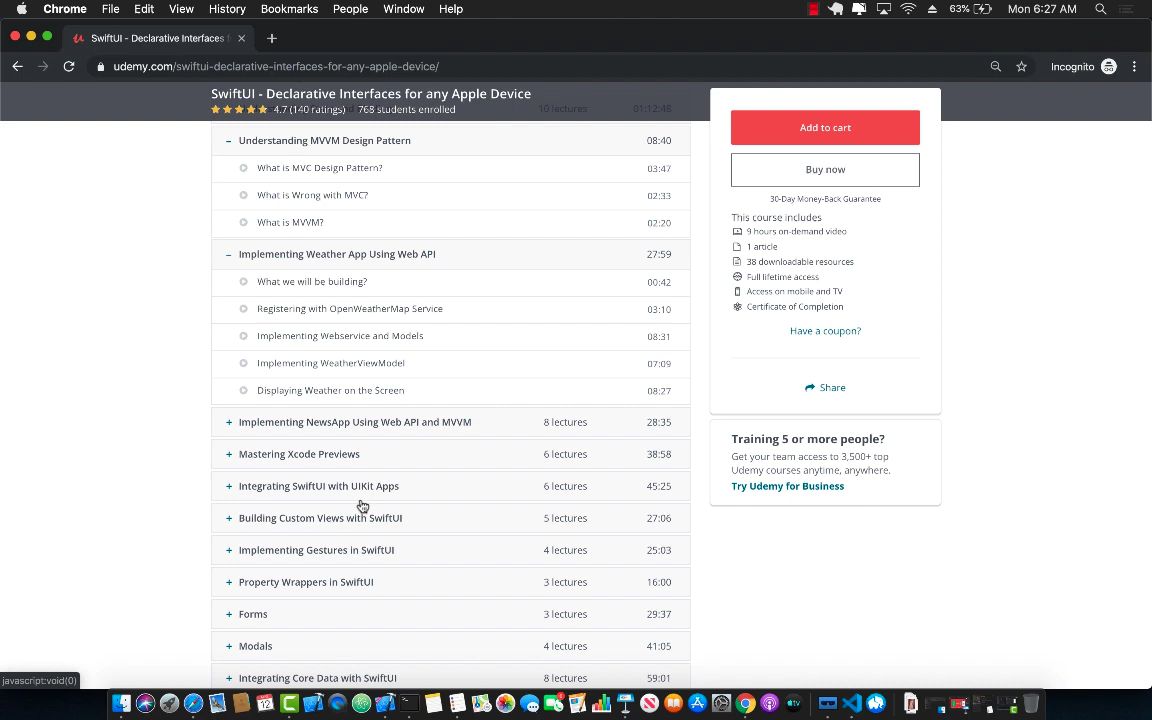 Chrome File Edit View History Bookmarks People Window Help 63% Mon 6:27 AM
SwiftUI - Declarative Interfaces f
udemy.com/swiftui-declarative-interfaces-for-any-apple-device/ Incognito
SwiftUI - Declarative Interfaces for any Apple Device
4.7 (140 ratings) 768 students enrolled
10 lectures 01:12:48
Understanding MVVM Design Pattern 08:40
What is MVC Design Pattern? 03:47
What is Wrong with MVC? 02:33
What is MVVM? 02:20
Implementing Weather App Using Web API 27:59
What we will be building? 00:42
Registering with OpenWeatherMap Service 03:10
Implementing Webservice and Models 08:31
Implementing WeatherViewModel 07:09
Displaying Weather on the Screen 08:27
+ Implementing NewsApp Using Web API and MVVM 8 lectures 28:35
+ Mastering Xcode Previews 6 lectures 38:58
+ Integrating SwiftUI with UIKit Apps 6 lectures 45:25
+ Building Custom Views with SwiftUI 5 lectures 27:06
+ Implementing Gestures in SwiftUI 4 lectures 25:03
+ Property Wrappers in SwiftUI 3 lectures 16:00
+ Forms 3 lectures 29:37
+ Modals 4 lectures 41:05
+ Integrating Core Data with SwiftUI 8 lectures 59:01
Add to cart
Buy now
30-Day Money-Back Guarantee
This course includes
9 hours on-demand video
1 article
38 downloadable resources
Full lifetime access
Access on mobile and TV
Certificate of Completion
Have a coupon?
Share
Training 5 or more people?
Get your team access to 3,500+ top
Udemy courses anytime, anywhere.
Try Udemy for Business
javascript:void(0)